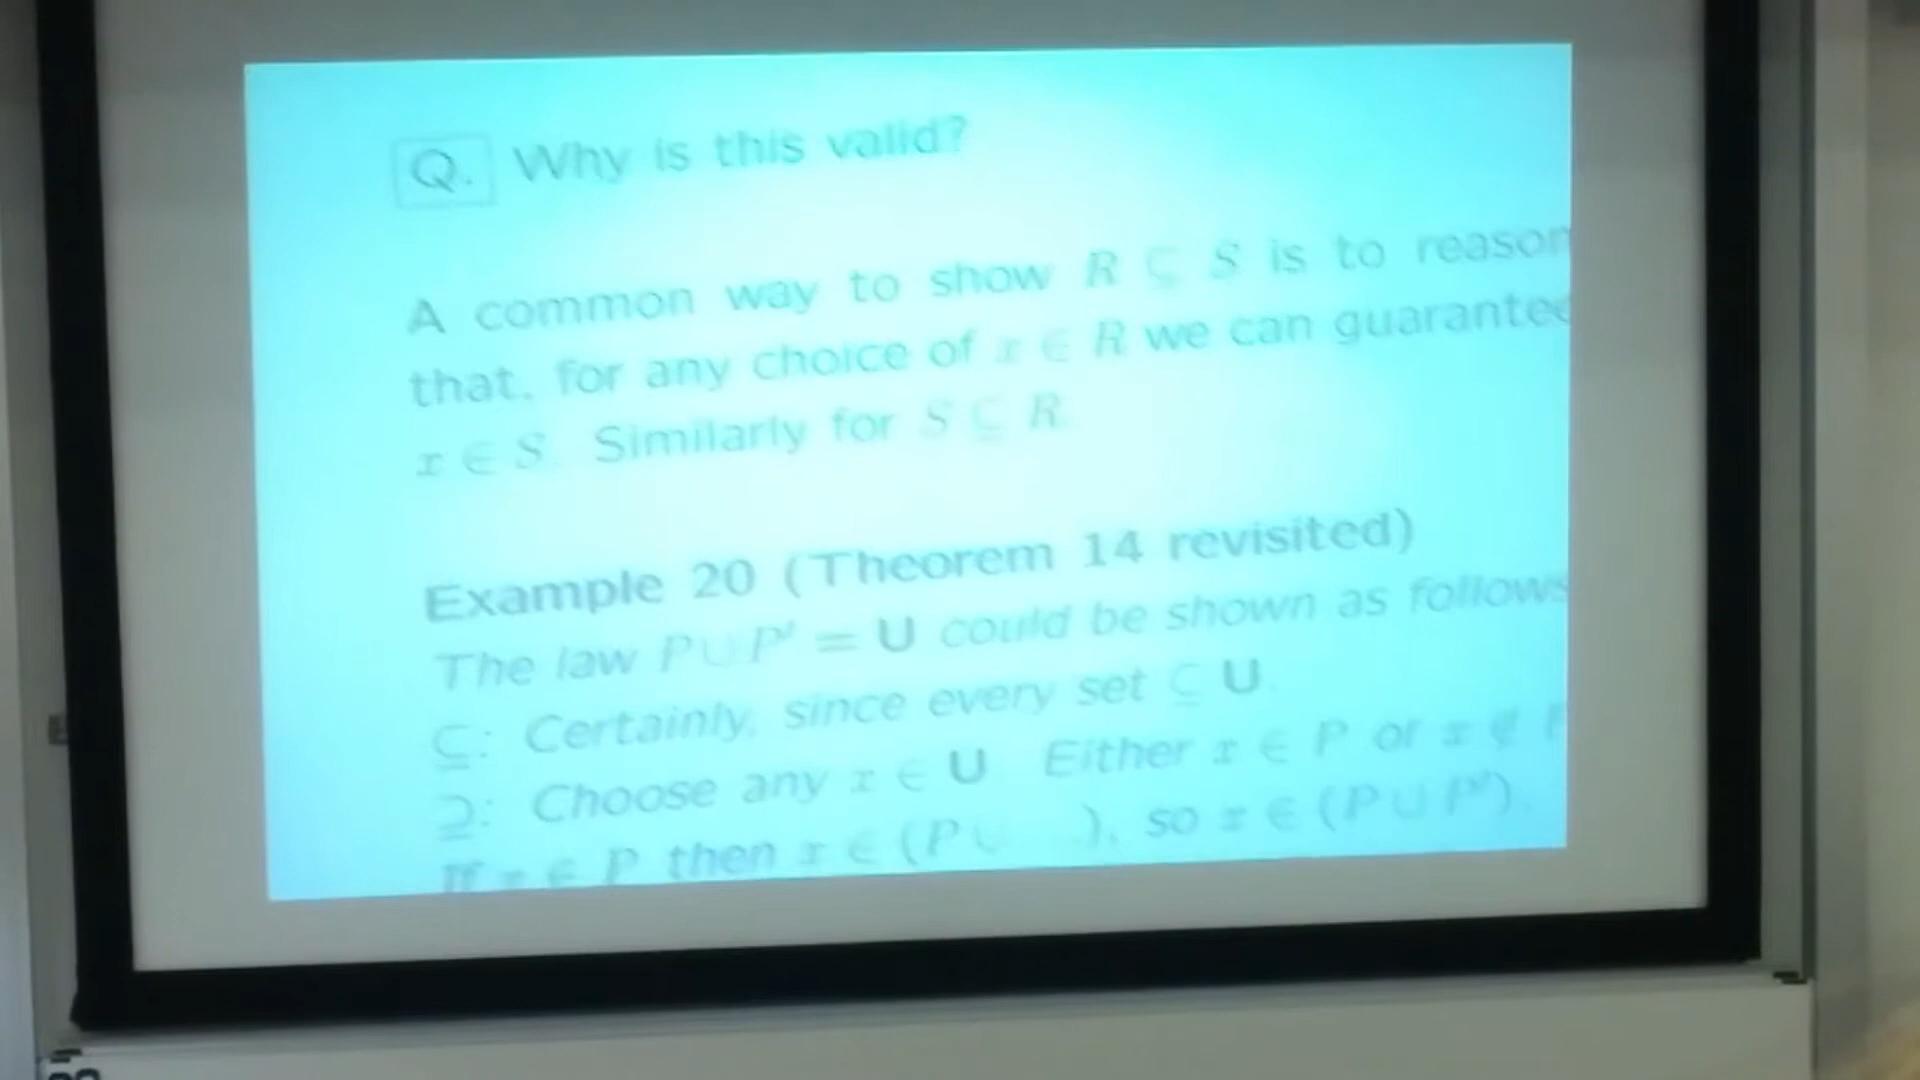 Q. Why is this valid?
A common way to show R ⊆ S is to reason
that, for any choice of x ∈ R we can guarantee
x ∈ S. Similarly for S ⊆ R.
Example 20 (Theorem 14 revisited)
The law P ∪ P' = U could be shown as follows
⊆: Certainly, since every set ⊆ U.
⊇: Choose any x ∈ U. Either x ∈ P or x ∉ P
If x ∈ P then x ∈ (P ∪ ...), so x ∈ (P ∪ P').